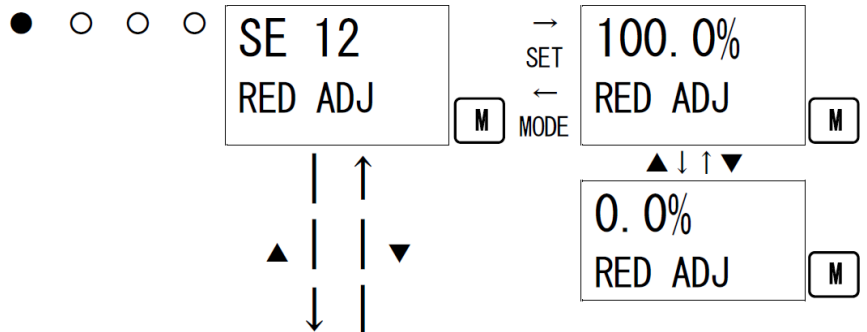 ● ○ ○ ○
SE 12
RED ADJ
M
→
SET
←
MODE
100.0%
RED ADJ
M
▲↓↑▼
0.0%
RED ADJ
M
▲ ↓ ↑ ▼